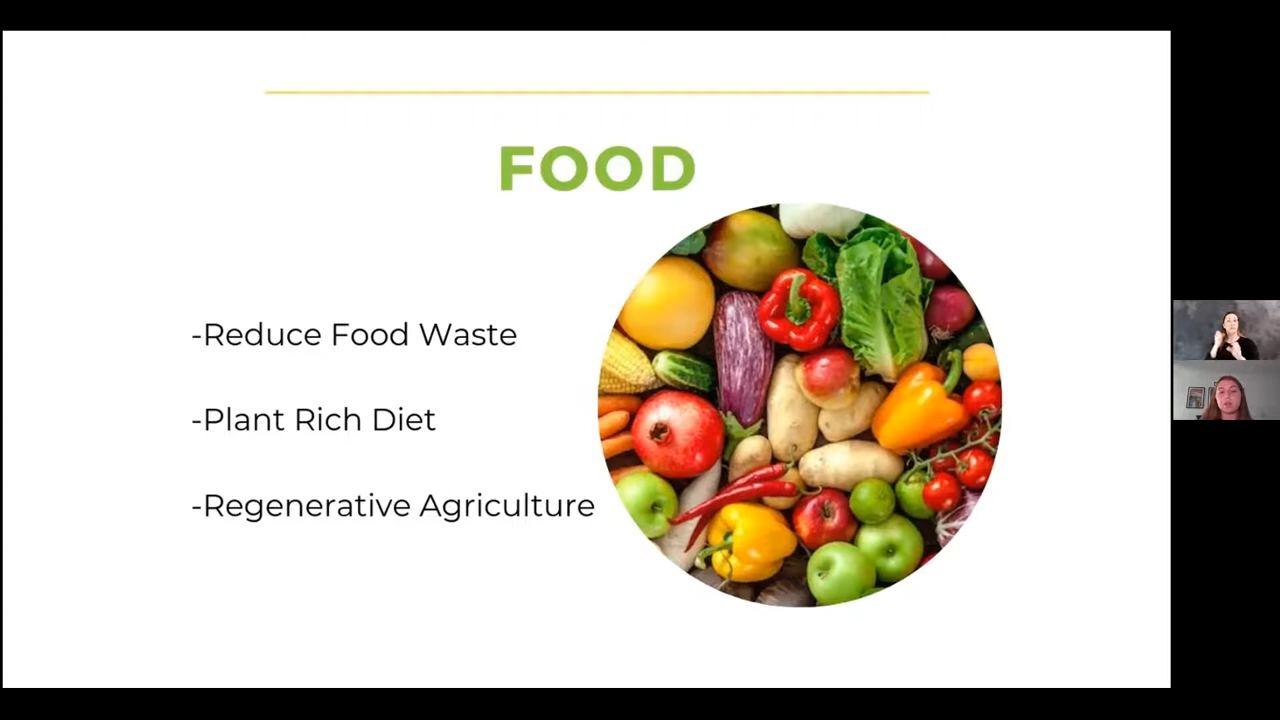 FOOD
-Reduce Food Waste
-Plant Rich Diet
-Regenerative Agriculture